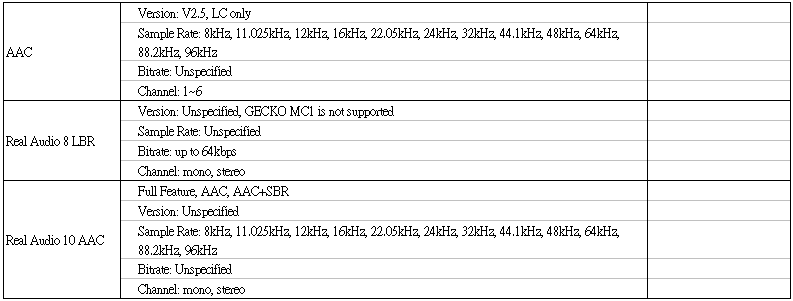 AAC
Version: V2.5, LC only
Sample Rate: 8kHz, 11.025kHz, 12kHz, 16kHz, 22.05kHz, 24kHz, 32kHz, 44.1kHz, 48kHz, 64kHz,
88.2kHz, 96kHz
Bitrate: Unspecified
Channel: 1~6
Real Audio 8 LBR
Version: Unspecified, GECKO MC1 is not supported
Sample Rate: Unspecified
Bitrate: up to 64kbps
Channel: mono, stereo
Real Audio 10 AAC
Full Feature, AAC, AAC+SBR
Version: Unspecified
Sample Rate: 8kHz, 11.025kHz, 12kHz, 16kHz, 22.05kHz, 24kHz, 32kHz, 44.1kHz, 48kHz, 64kHz,
88.2kHz, 96kHz
Bitrate: Unspecified
Channel: mono, stereo